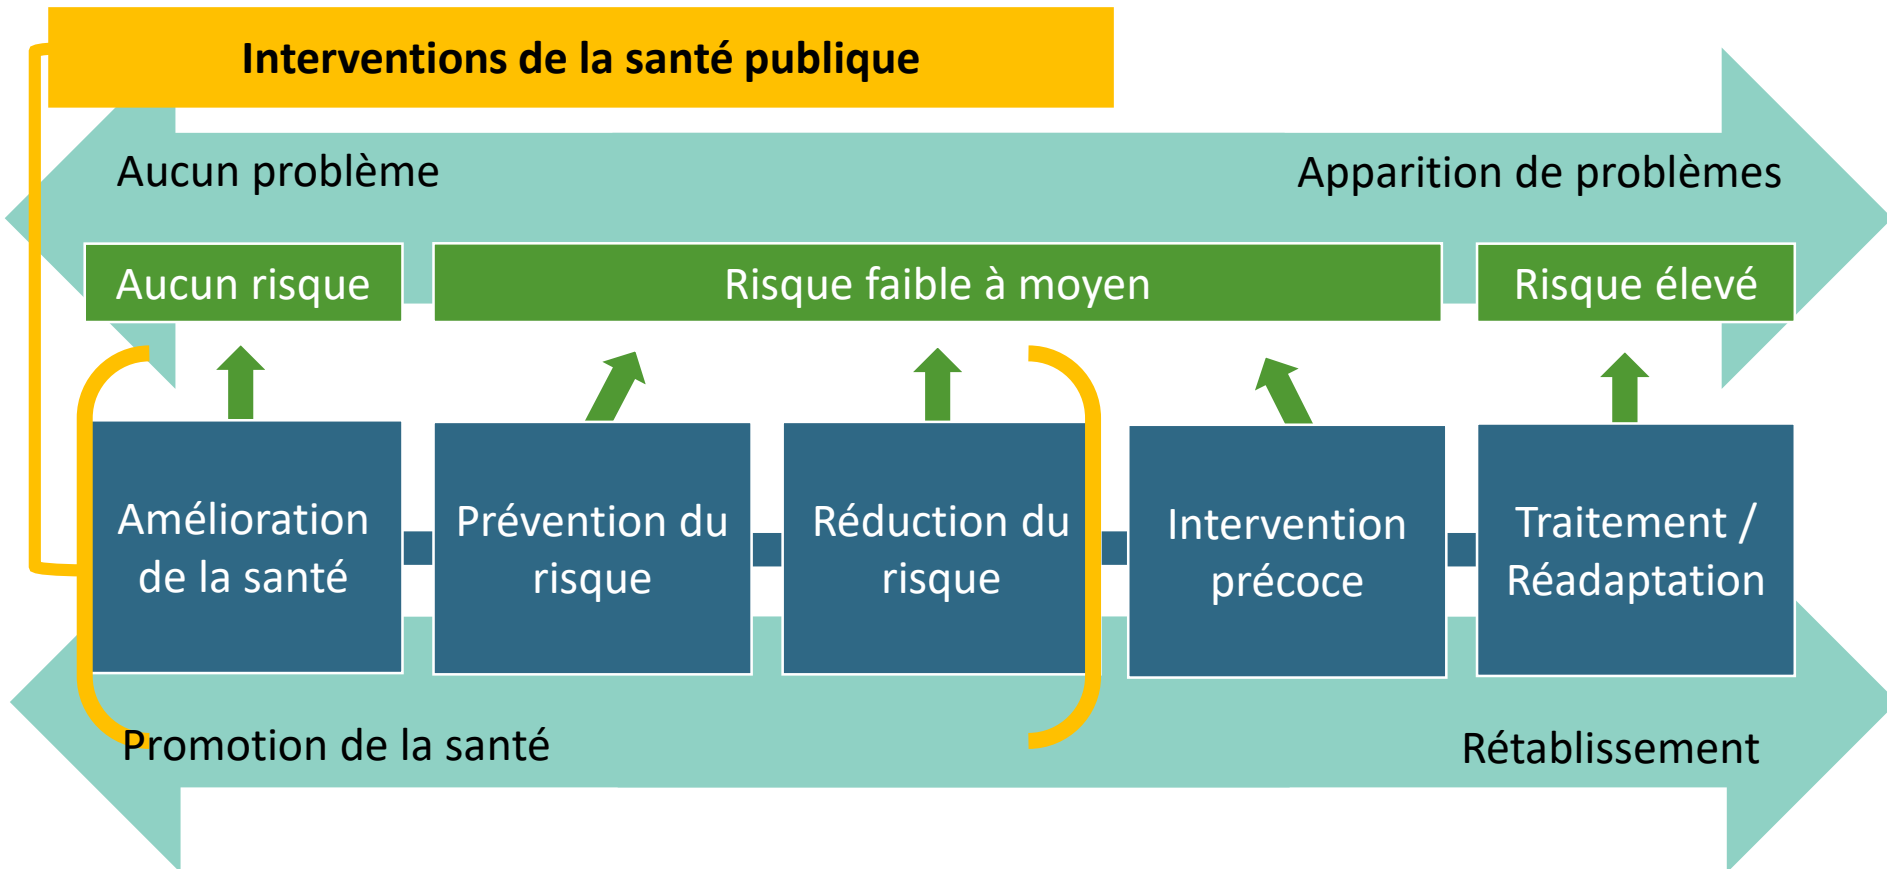 Interventions de la santé publique
Aucun problème
Apparition de problèmes
Aucun risque
Risque faible à moyen
Risque élevé
Amélioration
de la santé
Prévention du
risque
Réduction du
risque
Intervention
précoce
Traitement /
Réadaptation
Promotion de la santé
Rétablissement